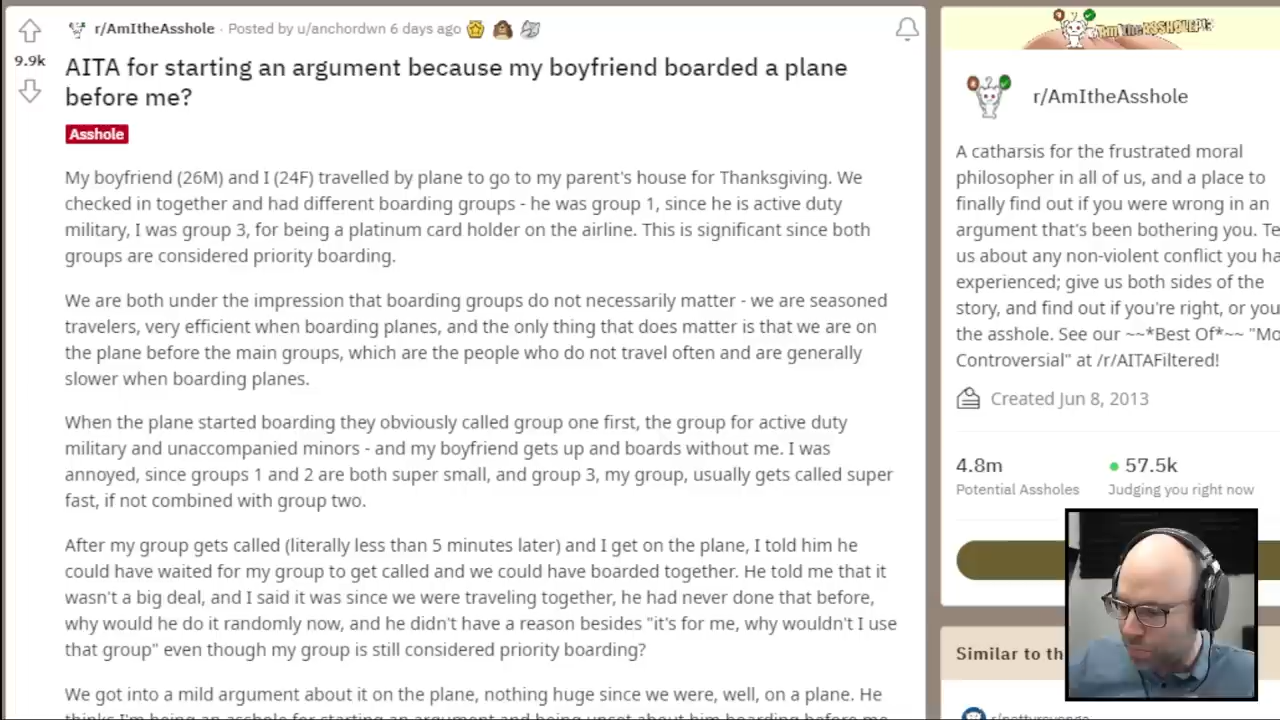 r/AmItheAsshole · Posted by u/anchordwn 6 days ago
9.9k
AITA for starting an argument because my boyfriend boarded a plane
before me?
Asshole
My boyfriend (26M) and I (24F) travelled by plane to go to my parent's house for Thanksgiving. We
checked in together and had different boarding groups - he was group 1, since he is active duty
military, I was group 3, for being a platinum card holder on the airline. This is significant since both
groups are considered priority boarding.
We are both under the impression that boarding groups do not necessarily matter - we are seasoned
travelers, very efficient when boarding planes, and the only thing that does matter is that we are on
the plane before the main groups, which are the people who do not travel often and are generally
slower when boarding planes.
When the plane started boarding they obviously called group one first, the group for active duty
military and unaccompanied minors - and my boyfriend gets up and boards without me. I was
annoyed, since groups 1 and 2 are both super small, and group 3, my group, usually gets called super
fast, if not combined with group two.
After my group gets called (literally less than 5 minutes later) and I get on the plane, I told him he
could have waited for my group to get called and we could have boarded together. He told me that it
wasn't a big deal, and I said it was since we were traveling together, he had never done that before,
why would he do it randomly now, and he didn't have a reason besides "it's for me, why wouldn't I use
that group" even though my group is still considered priority boarding?
We got into a mild argument about it on the plane, nothing huge since we were, well, on a plane. He
thinks I'm being an asshole for starting an argument and being upset about him boarding before me
r/AmItheAsshole
A catharsis for the frustrated moral
philosopher in all of us, and a place to
finally find out if you were wrong in an
argument that's been bothering you. Te
us about any non-violent conflict you ha
experienced; give us both sides of the
story, and find out if you're right, or you
the asshole. See our ~~*Best Of*~~ "Mo
Controversial" at /r/AITAFiltered!
Created Jun 8, 2013
4.8m 57.5k
Potential Assholes Judging you right now
Similar to th
r/pettyrevenge